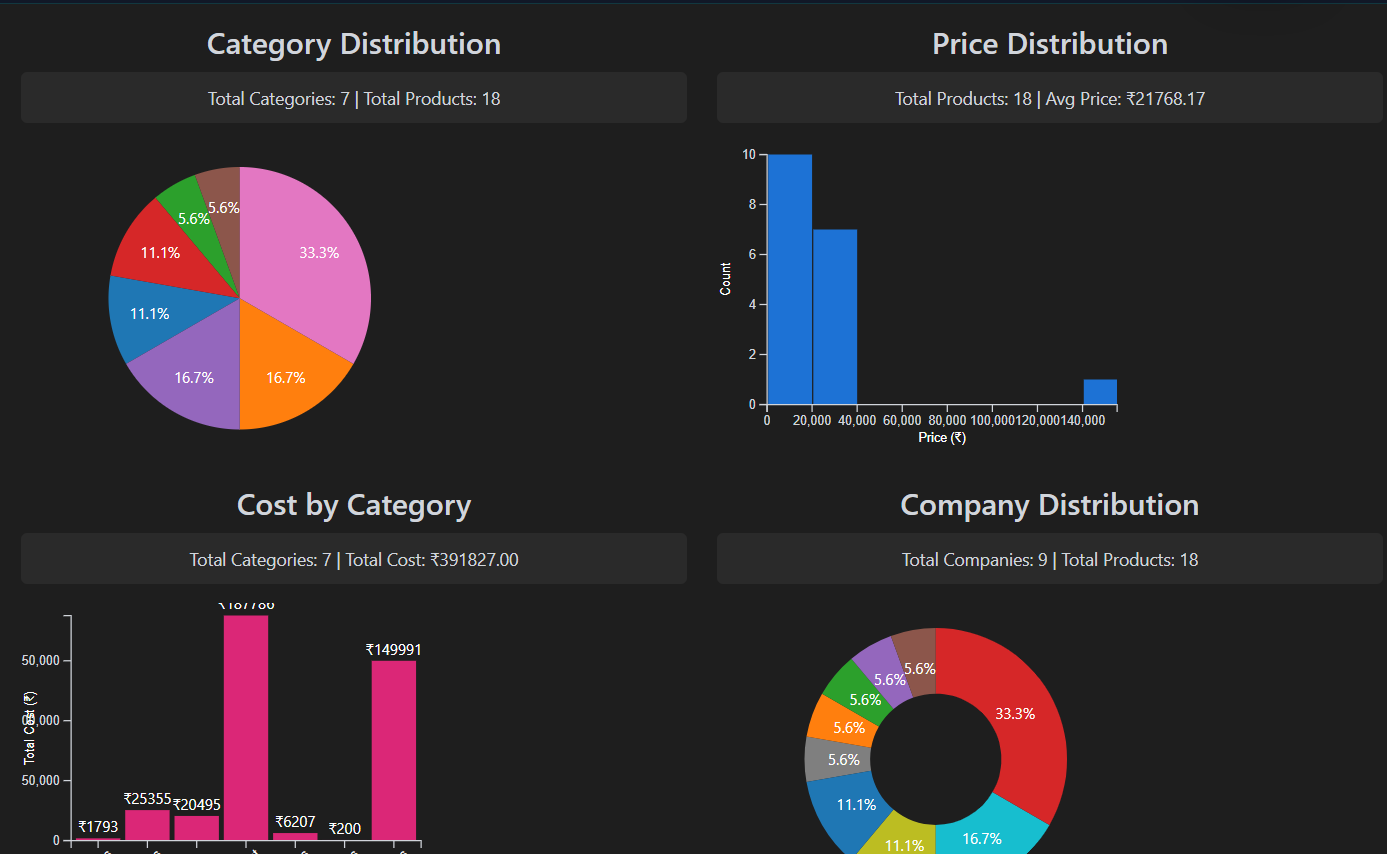 Category Distribution
Total Categories: 7 | Total Products: 18
33.3%
16.7%
16.7%
11.1%
11.1%
5.6%
5.6%
Price Distribution
Total Products: 18 | Avg Price: ₹21768.17
10
8
6
4
2
0
Count
0 20,000 40,000 60,000 80,000 100,000 120,000 140,000
Price (₹)
Cost by Category
Total Categories: 7 | Total Cost: ₹391827.00
50,000
50,000
0
Total Cost (₹)
₹1793
₹25355
₹20495
₹187786
₹6207
₹200
₹149991
Company Distribution
Total Companies: 9 | Total Products: 18
33.3%
16.7%
11.1%
11.1%
5.6%
5.6%
5.6%
5.6%
5.6%